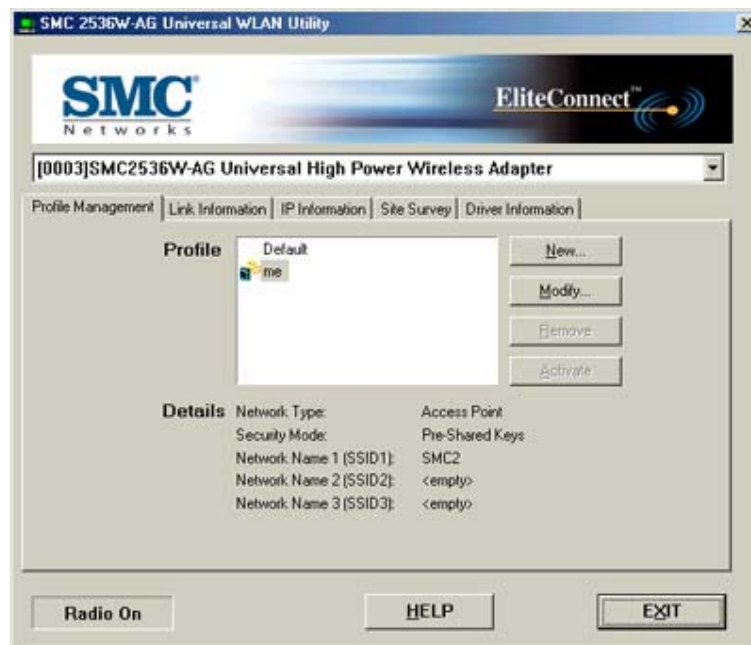 SMC 2536W-AG Universal WLAN Utility
SMC®
Networks
EliteConnect™
[0003]SMC2536W-AG Universal High Power Wireless Adapter
Profile Management Link Information IP Information Site Survey Driver Information
Profile
Default
me
New...
Modify...
Remove
Activate
Details
Network Type: Access Point
Security Mode: Pre-Shared Keys
Network Name 1 (SSID1): SMC2
Network Name 2 (SSID2): <empty>
Network Name 3 (SSID3): <empty>
Radio On
HELP
EXIT